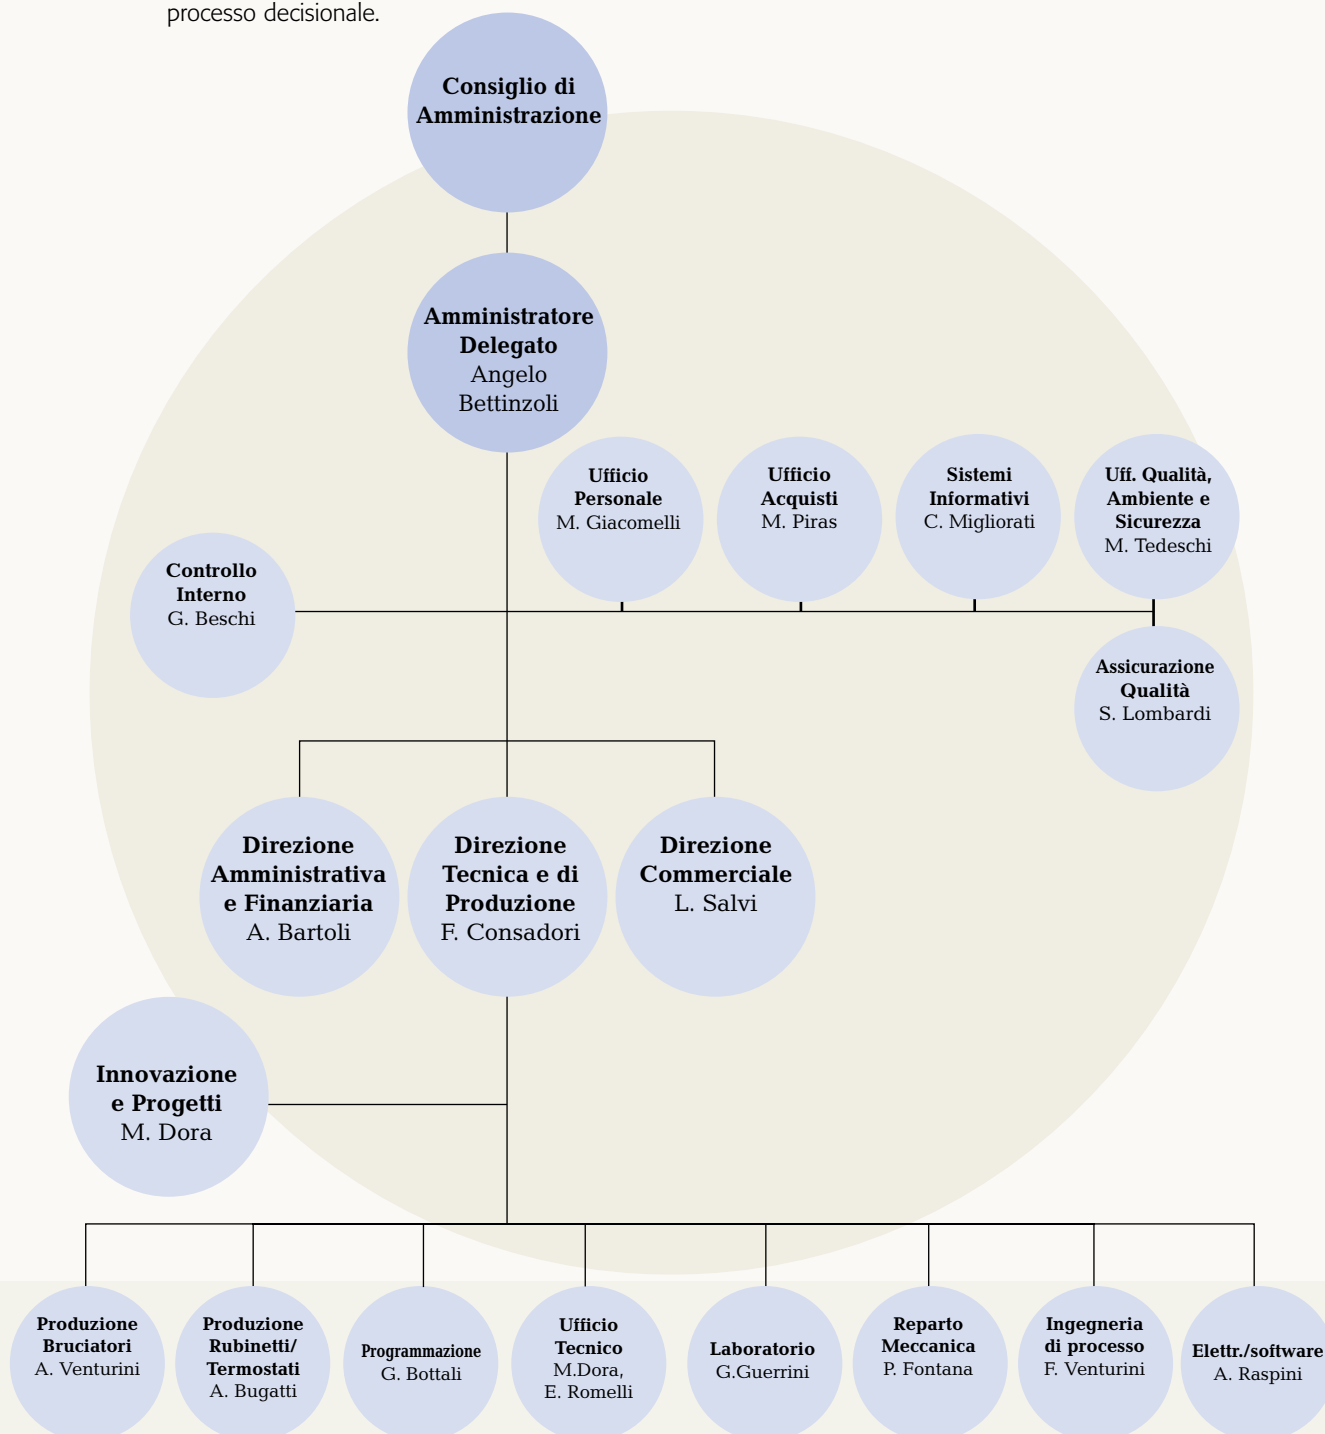 processo decisionale.
Consiglio di
Amministrazione
Amministratore
Delegato
Angelo
Bettinzoli
Ufficio
Personale
M. Giacomelli
Ufficio
Acquisti
M. Piras
Sistemi
Informativi
C. Migliorati
Uff. Qualità,
Ambiente e
Sicurezza
M. Tedeschi
Controllo
Interno
G. Beschi
Assicurazione
Qualità
S. Lombardi
Direzione
Amministrativa
e Finanziaria
A. Bartoli
Direzione
Tecnica e di
Produzione
F. Consadori
Direzione
Commerciale
L. Salvi
Innovazione
e Progetti
M. Dora
Produzione
Bruciatori
A. Venturini
Produzione
Rubinetti/
Termostati
A. Bugatti
Programmazione
G. Bottali
Ufficio
Tecnico
M.Dora,
E. Romelli
Laboratorio
G.Guerrini
Reparto
Meccanica
P. Fontana
Ingegneria
di processo
F. Venturini
Elettr./software
A. Raspini